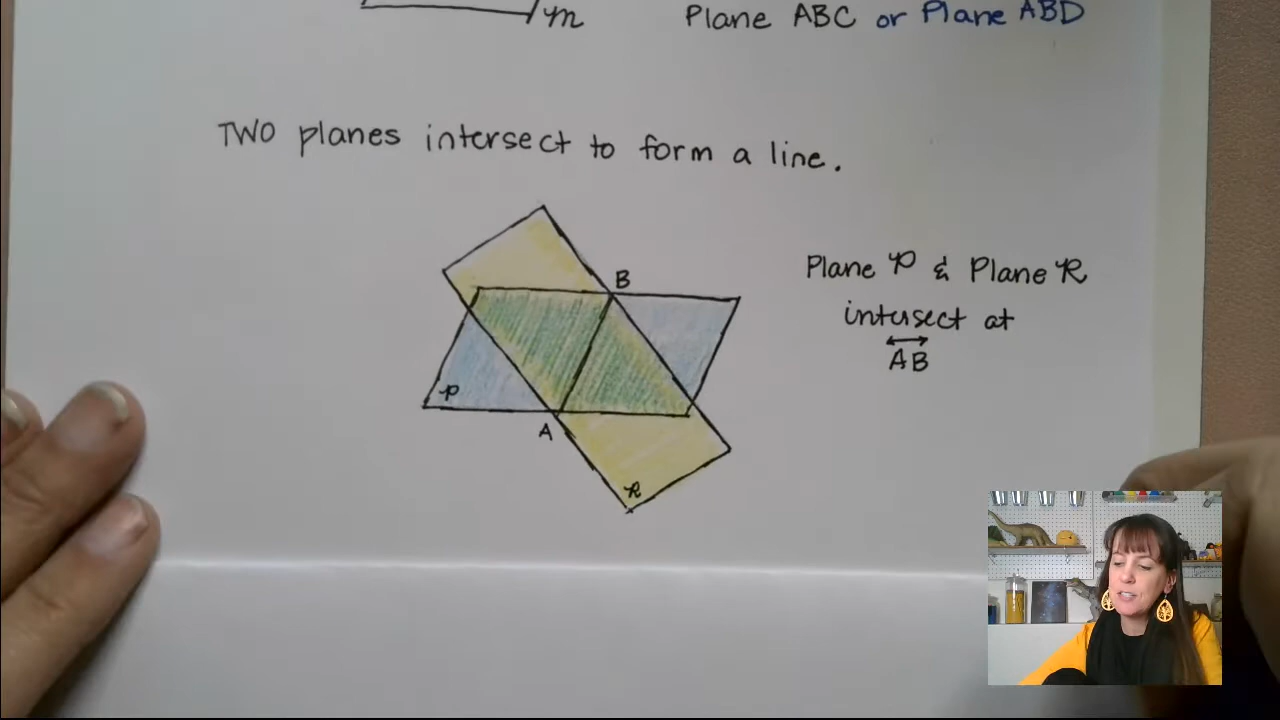 m Plane ABC or Plane ABD
Two planes intersect to form a line.
B
Plane P & Plane R
intersect at
AB
P
A
R